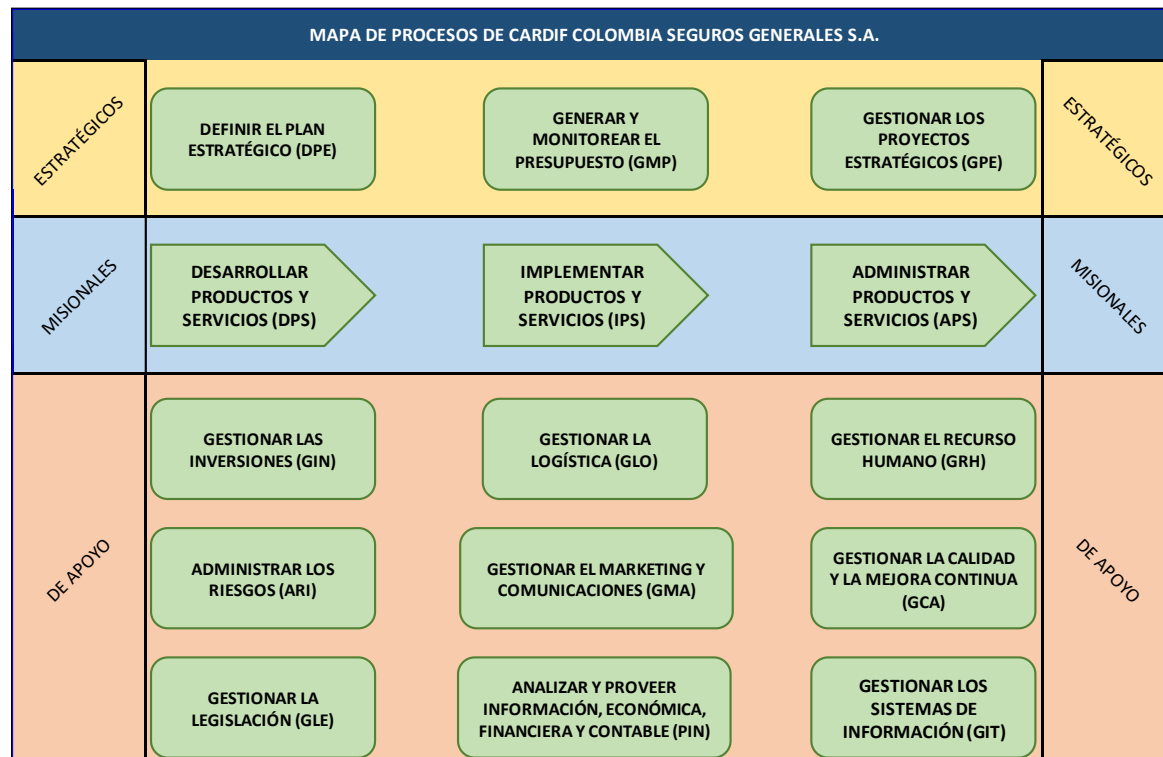 MAPA DE PROCESOS DE CARDIF COLOMBIA SEGUROS GENERALES S.A.
ESTRATÉGICOS
DEFINIR EL PLAN
ESTRATÉGICO (DPE)
GENERAR Y
MONITOREAR EL
PRESUPUESTO (GMP)
GESTIONAR LOS
PROYECTOS
ESTRATÉGICOS (GPE)
ESTRATÉGICOS
MISIONALES
DESARROLLAR
PRODUCTOS Y
SERVICIOS (DPS)
IMPLEMENTAR
PRODUCTOS Y
SERVICIOS (IPS)
ADMINISTRAR
PRODUCTOS Y
SERVICIOS (APS)
MISIONALES
DE APOYO
GESTIONAR LAS
INVERSIONES (GIN)
GESTIONAR LA
LOGÍSTICA (GLO)
GESTIONAR EL RECURSO
HUMANO (GRH)
ADMINISTRAR LOS
RIESGOS (ARI)
GESTIONAR EL MARKETING Y
COMUNICACIONES (GMA)
GESTIONAR LA CALIDAD
Y LA MEJORA CONTINUA
(GCA)
GESTIONAR LA
LEGISLACIÓN (GLE)
ANALIZAR Y PROVEER
INFORMACIÓN, ECONÓMICA,
FINANCIERA Y CONTABLE (PIN)
GESTIONAR LOS
SISTEMAS DE
INFORMACIÓN (GIT)
DE APOYO